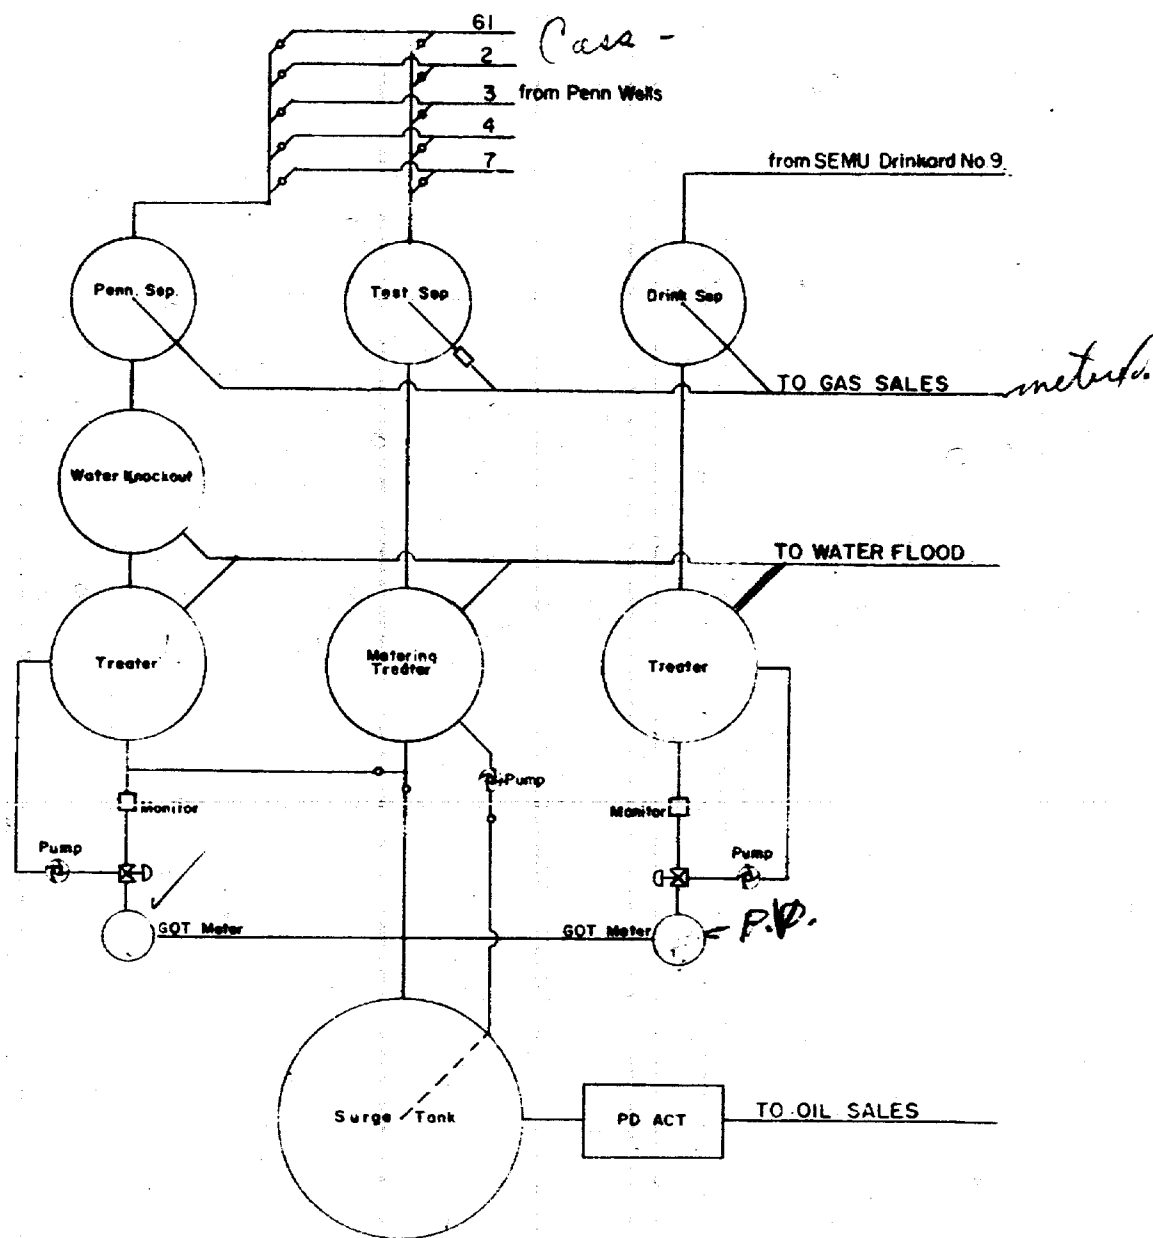 61
Cass -
2
3 from Penn Wells
4
7
from SEMU Drinkard No 9
Penn. Sep.
Test Sep
Drink Sep
TO GAS SALES
Water Knockout
TO WATER FLOOD
Treater
Metering
Treater
Treater
Pump
Monitor
Monitor
Pump
Pump
GOT Meter
GOT Meter
Surge Tank
PD ACT
TO OIL SALES